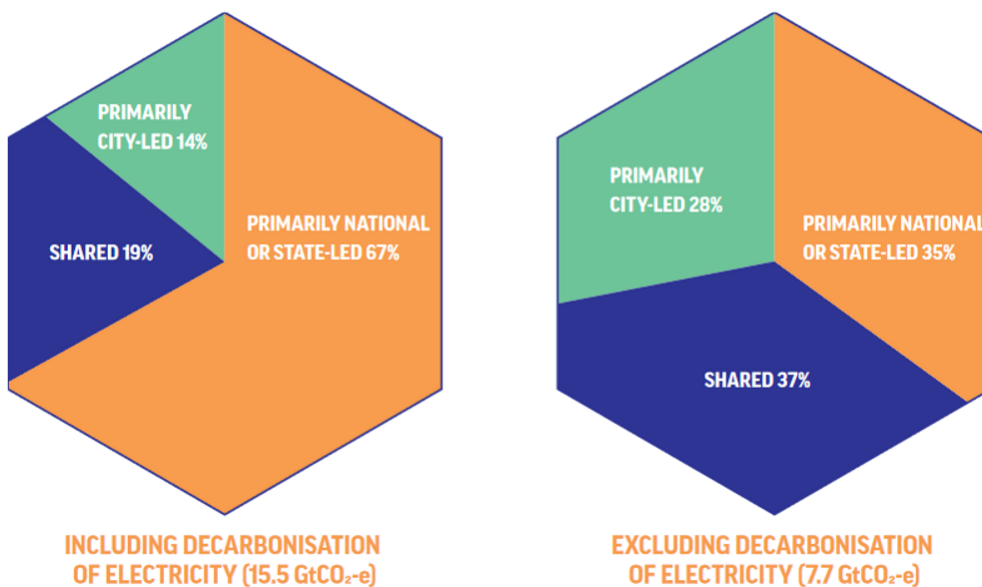 PRIMARILY
CITY-LED 14%
PRIMARILY NATIONAL
OR STATE-LED 67%
SHARED 19%
INCLUDING DECARBONISATION
OF ELECTRICITY (15.5 GtCO₂-e)
PRIMARILY
CITY-LED 28%
PRIMARILY NATIONAL
OR STATE-LED 35%
SHARED 37%
EXCLUDING DECARBONISATION
OF ELECTRICITY (7.7 GtCO₂-e)